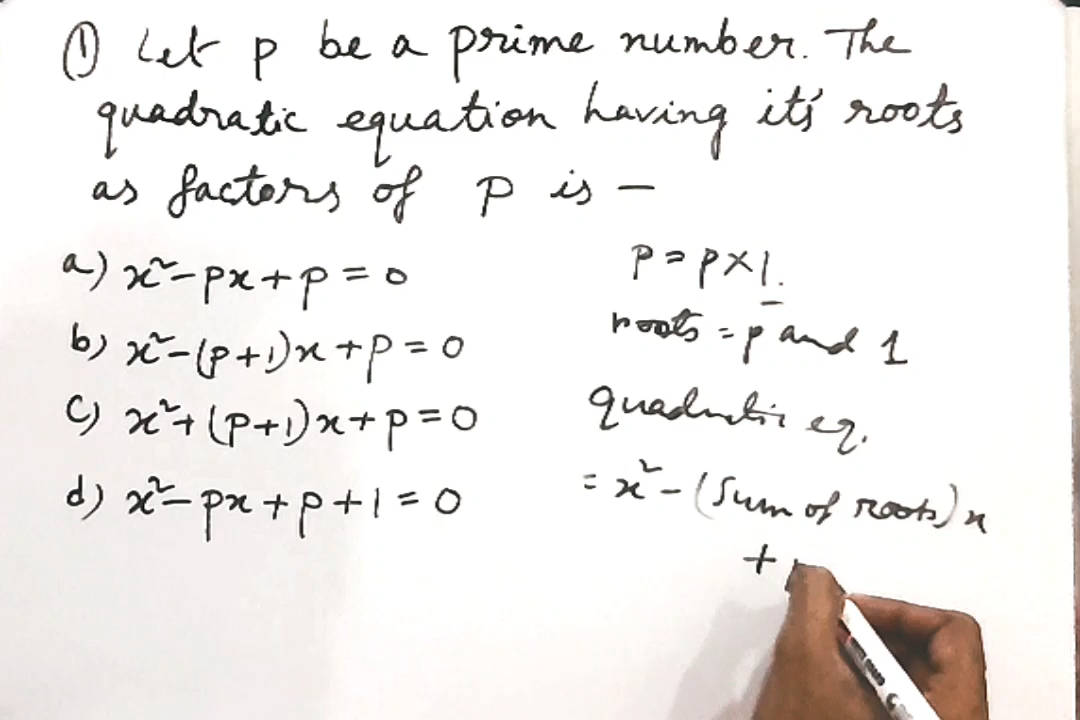 ① Let p be a prime number. The
quadratic equation having it's roots
as factors of p is —
a) x² - px + p = 0
b) x² - (p+1)x + p = 0
c) x² + (p+1)x + p = 0
d) x² - px + p + 1 = 0
p = p × 1.
roots = p and 1
quadratic eq.
= x² - (Sum of roots) x
+